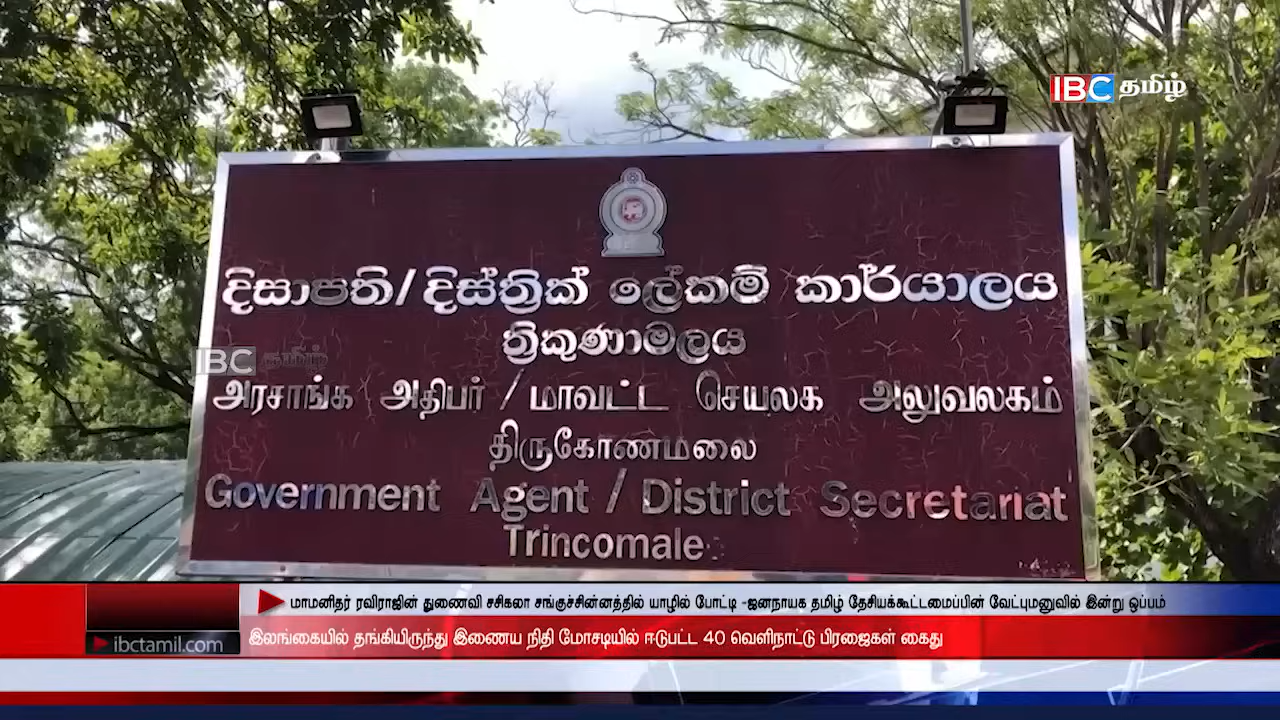 IBC தமிழ்
දිසාපති/දිස්ත්‍රික් ලේකම් කාර්යාලය
ත්‍රිකුණාමලය
IBC தமிழ்
அரசாங்க அதிபர் / மாவட்ட செயலக அலுவலகம்
திருகோணமலை
Government Agent / District Secretariat
Trincomale
மாமனிதர் ரவிராஜின் துணைவி சசிகலா சங்குச்சின்னத்தில் யாழில் போட்டி -ஜனநாயக தமிழ் தேசியக்கூட்டமைப்பின் வேட்புமனுவில் இன்று ஒப்பம்
ibctamil.com
இலங்கையில் தங்கியிருந்து இணைய நிதி மோசடியில் ஈடுபட்ட 40 வெளிநாட்டு பிரஜைகள் கைது